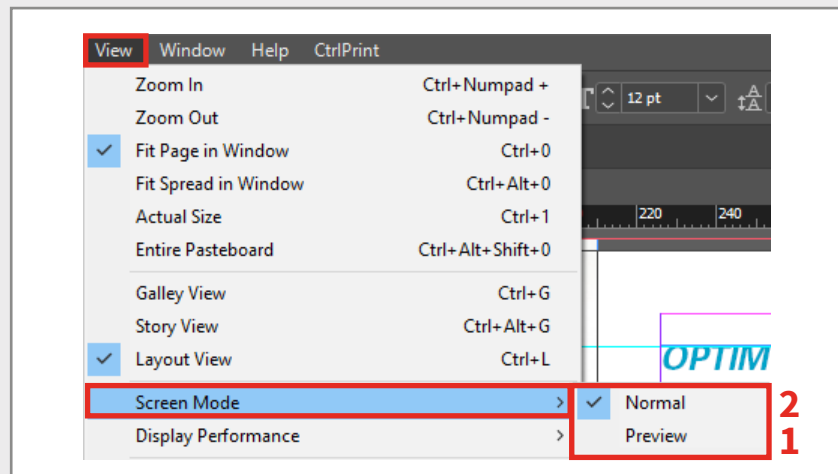 View Window Help CtrlPrint
Zoom In Ctrl+Numpad +
12 pt
Zoom Out Ctrl+Numpad -
Fit Page in Window Ctrl+0
Fit Spread in Window Ctrl+Alt+0
Actual Size Ctrl+1
220 240
Entire Pasteboard Ctrl+Alt+Shift+0
Galley View Ctrl+G
Story View Ctrl+Alt+G
Layout View Ctrl+L
OPTIM
Screen Mode > Normal 2
Display Performance > Preview 1